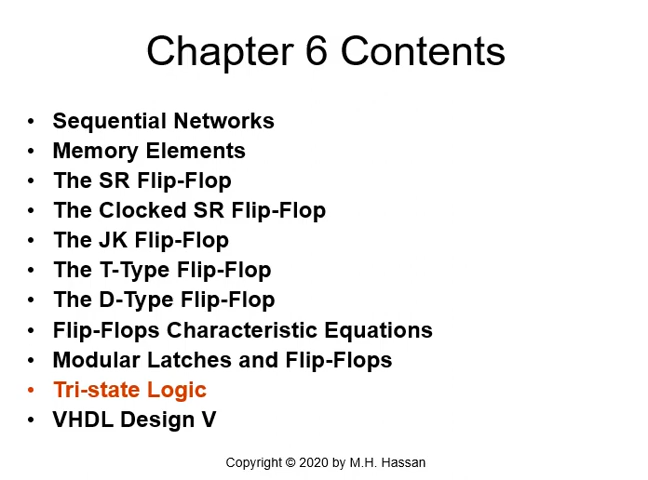 Chapter 6 Contents
• Sequential Networks
• Memory Elements
• The SR Flip-Flop
• The Clocked SR Flip-Flop
• The JK Flip-Flop
• The T-Type Flip-Flop
• The D-Type Flip-Flop
• Flip-Flops Characteristic Equations
• Modular Latches and Flip-Flops
• Tri-state Logic
• VHDL Design V
Copyright © 2020 by M.H. Hassan